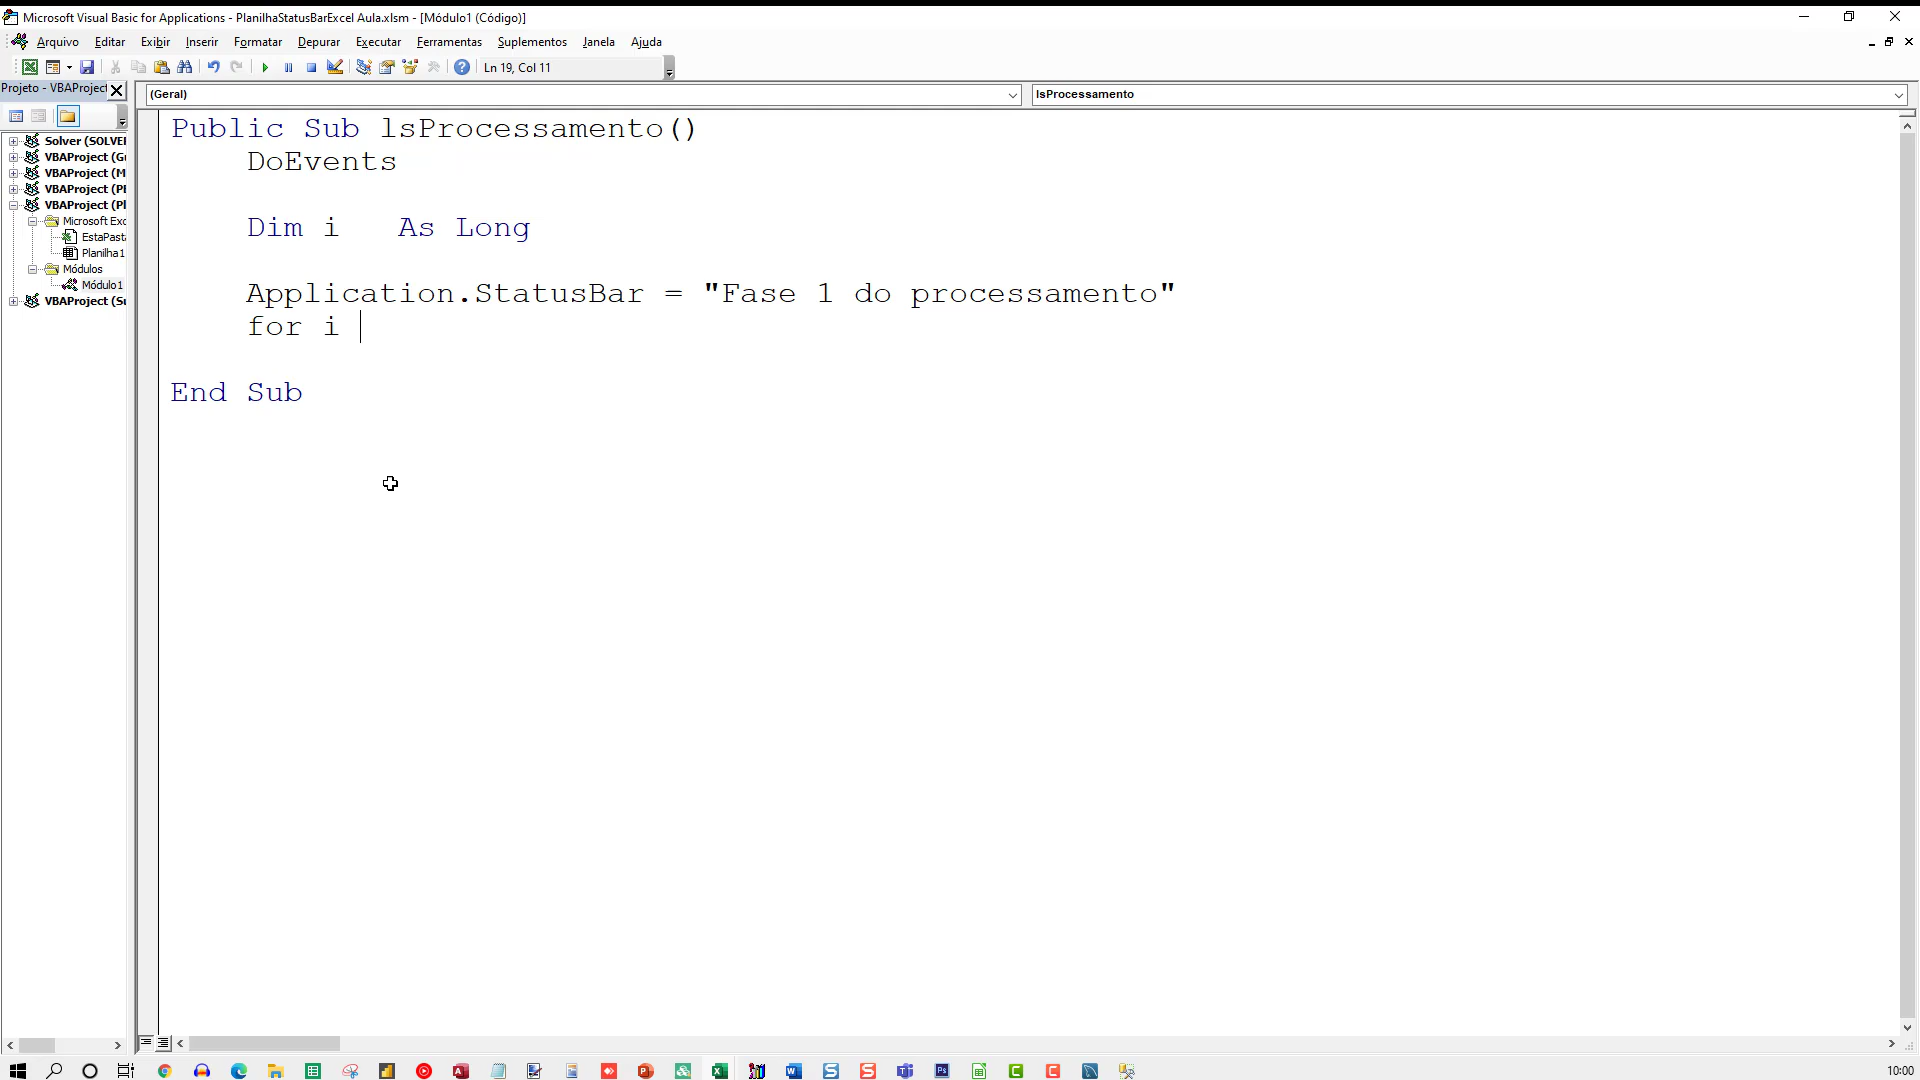 Microsoft Visual Basic for Applications - PlanilhaStatusBarExcel Aula.xlsm - [Módulo1 (Código)]
Arquivo Editar Exibir Inserir Formatar Depurar Executar Ferramentas Suplementos Janela Ajuda
Ln 19, Col 11
Projeto - VBAProject
(Geral)
lsProcessamento
Solver (SOLVE
VBAProject (G
VBAProject (M
VBAProject (Pl
VBAProject (Pl
Microsoft Exc
EstaPasta
Planilha1
Módulos
Módulo1
VBAProject (Su
Public Sub lsProcessamento()
DoEvents
Dim i As Long
Application.StatusBar = "Fase 1 do processamento"
for i
End Sub
10:00